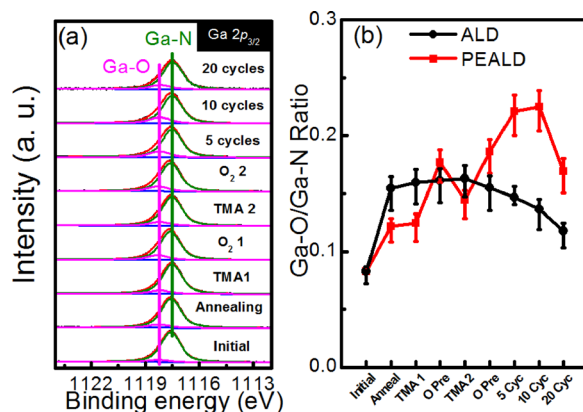 (a)
Ga 2p3/2
Ga-N
Ga-O
20 cycles
10 cycles
5 cycles
O2 2
TMA 2
O2 1
TMA1
Annealing
Initial
Intensity (a. u.)
1122 1119 1116 1113
Binding energy (eV)
(b)
ALD
PEALD
Ga-O/Ga-N Ratio
0.3
0.2
0.1
0.0
Initial
Anneal
TMA 1
O Pre
TMA 2
O Pre
5 Cyc
10 Cyc
20 Cyc